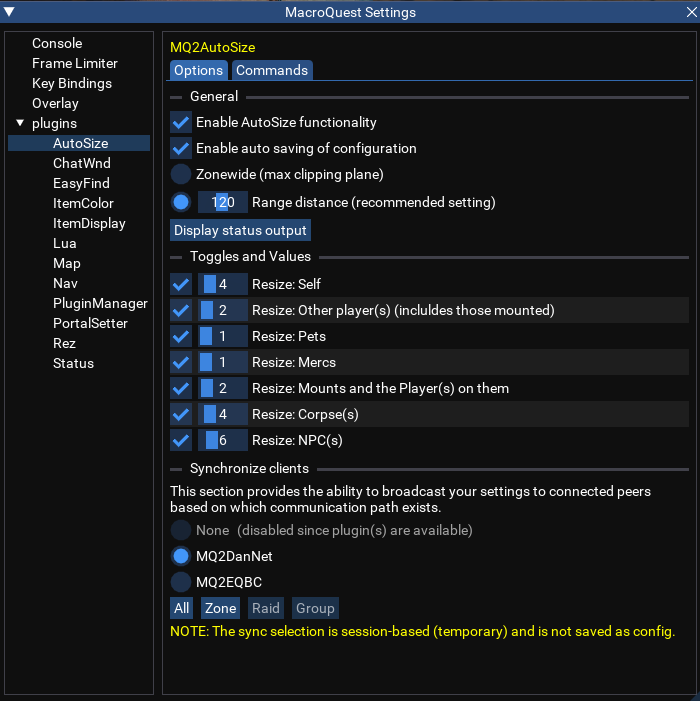 MacroQuest Settings
Console
Frame Limiter
Key Bindings
Overlay
plugins
AutoSize
ChatWnd
EasyFind
ItemColor
ItemDisplay
Lua
Map
Nav
PluginManager
PortalSetter
Rez
Status
MQ2AutoSize
Options Commands
General
Enable AutoSize functionality
Enable auto saving of configuration
Zonewide (max clipping plane)
120 Range distance (recommended setting)
Display status output
Toggles and Values
4 Resize: Self
2 Resize: Other player(s) (incluldes those mounted)
1 Resize: Pets
1 Resize: Mercs
2 Resize: Mounts and the Player(s) on them
4 Resize: Corpse(s)
6 Resize: NPC(s)
Synchronize clients
This section provides the ability to broadcast your settings to connected peers
based on which communication path exists.
None (disabled since plugin(s) are available)
MQ2DanNet
MQ2EQBC
All Zone Raid Group
NOTE: The sync selection is session-based (temporary) and is not saved as config.